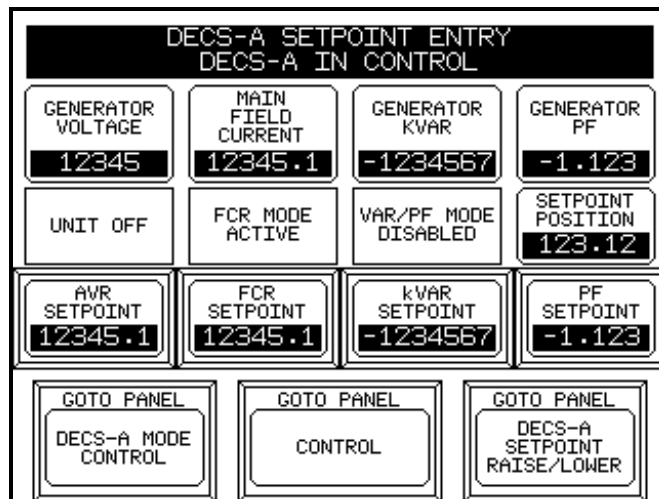 DECS-A SETPOINT ENTRY
DECS-A IN CONTROL
GENERATOR
VOLTAGE
12345
MAIN
FIELD
CURRENT
12345.1
GENERATOR
KVAR
-1234567
GENERATOR
PF
-1.123
UNIT OFF
FCR MODE
ACTIVE
VAR/PF MODE
DISABLED
SETPOINT
POSITION
123.12
AVR
SETPOINT
12345.1
FCR
SETPOINT
12345.1
kVAR
SETPOINT
-1234567
PF
SETPOINT
-1.123
GOTO PANEL
DECS-A MODE
CONTROL
GOTO PANEL
CONTROL
GOTO PANEL
DECS-A
SETPOINT
RAISE/LOWER